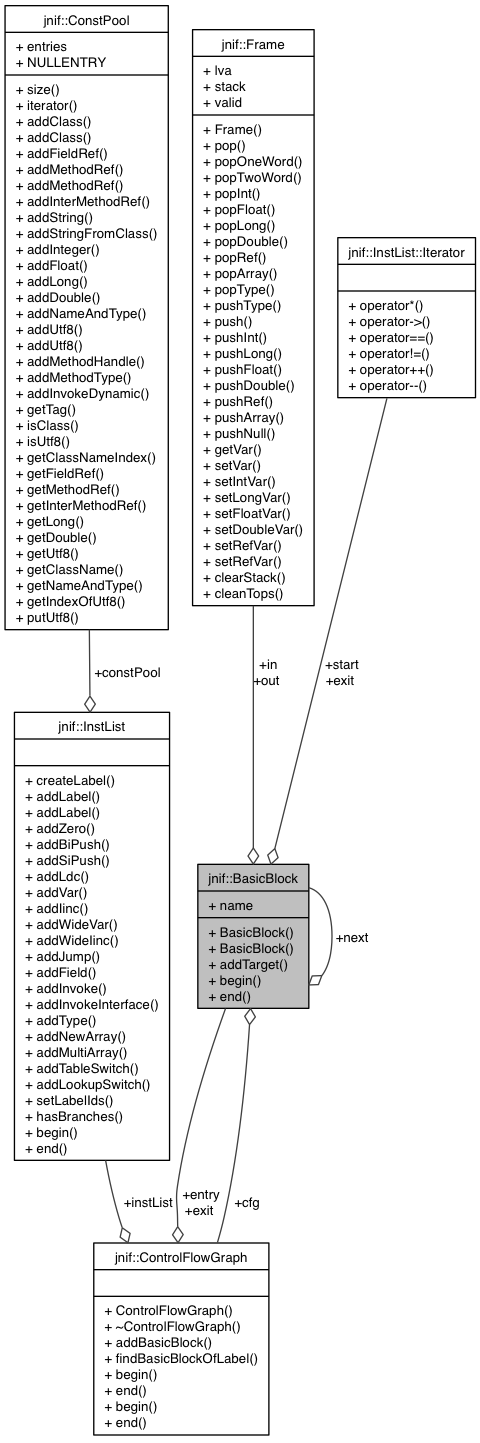 jnif::ConstPool
+ entries
+ NULLENTRY
+ size()
+ iterator()
+ addClass()
+ addClass()
+ addFieldRef()
+ addMethodRef()
+ addMethodRef()
+ addInterMethodRef()
+ addString()
+ addStringFromClass()
+ addInteger()
+ addFloat()
+ addLong()
+ addDouble()
+ addNameAndType()
+ addUtf8()
+ addUtf8()
+ addMethodHandle()
+ addMethodType()
+ addInvokeDynamic()
+ getTag()
+ isClass()
+ isUtf8()
+ getClassNameIndex()
+ getFieldRef()
+ getMethodRef()
+ getInterMethodRef()
+ getLong()
+ getDouble()
+ getUtf8()
+ getClassName()
+ getNameAndType()
+ getIndexOfUtf8()
+ putUtf8()
jnif::Frame
+ lva
+ stack
+ valid
+ Frame()
+ pop()
+ popOneWord()
+ popTwoWord()
+ popInt()
+ popFloat()
+ popLong()
+ popDouble()
+ popRef()
+ popArray()
+ popType()
+ pushType()
+ push()
+ pushInt()
+ pushLong()
+ pushFloat()
+ pushDouble()
+ pushRef()
+ pushArray()
+ pushNull()
+ getVar()
+ setVar()
+ setIntVar()
+ setLongVar()
+ setFloatVar()
+ setDoubleVar()
+ setRefVar()
+ setRefVar()
+ clearStack()
+ cleanTops()
jnif::InstList::Iterator
+ operator*()
+ operator->()
+ operator==()
+ operator!=()
+ operator++()
+ operator--()
+constPool
+in
+out
+start
+exit
jnif::InstList
+ createLabel()
+ addLabel()
+ addLabel()
+ addZero()
+ addBiPush()
+ addSiPush()
+ addLdc()
+ addVar()
+ addIinc()
+ addWideVar()
+ addWideIinc()
+ addJump()
+ addField()
+ addInvoke()
+ addInvokeInterface()
+ addType()
+ addNewArray()
+ addMultiArray()
+ addTableSwitch()
+ addLookupSwitch()
+ setLabelIds()
+ hasBranches()
+ begin()
+ end()
jnif::BasicBlock
+ name
+ BasicBlock()
+ BasicBlock()
+ addTarget()
+ begin()
+ end()
+next
+instList
+entry
+exit
+cfg
jnif::ControlFlowGraph
+ ControlFlowGraph()
+ ~ControlFlowGraph()
+ addBasicBlock()
+ findBasicBlockOfLabel()
+ begin()
+ end()
+ begin()
+ end()